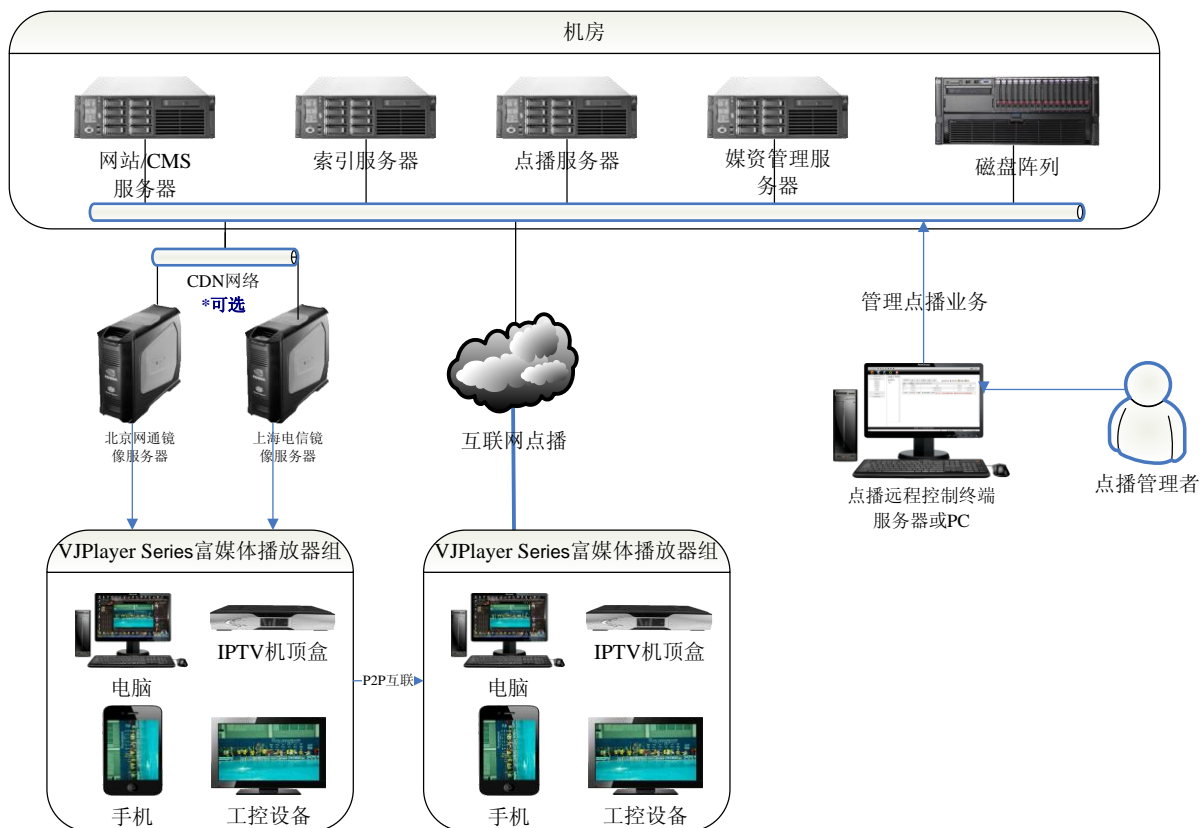 机房
网站/CMS
服务器
索引服务器
点播服务器
媒资管理服
务器
磁盘阵列
CDN网络
*可选
管理点播业务
北京网通镜
像服务器
上海电信镜
像服务器
互联网点播
点播远程控制终端
服务器或PC
点播管理者
VJPlayer Series富媒体播放器组
电脑
IPTV机顶盒
手机
工控设备
P2P互联
VJPlayer Series富媒体播放器组
电脑
IPTV机顶盒
手机
工控设备